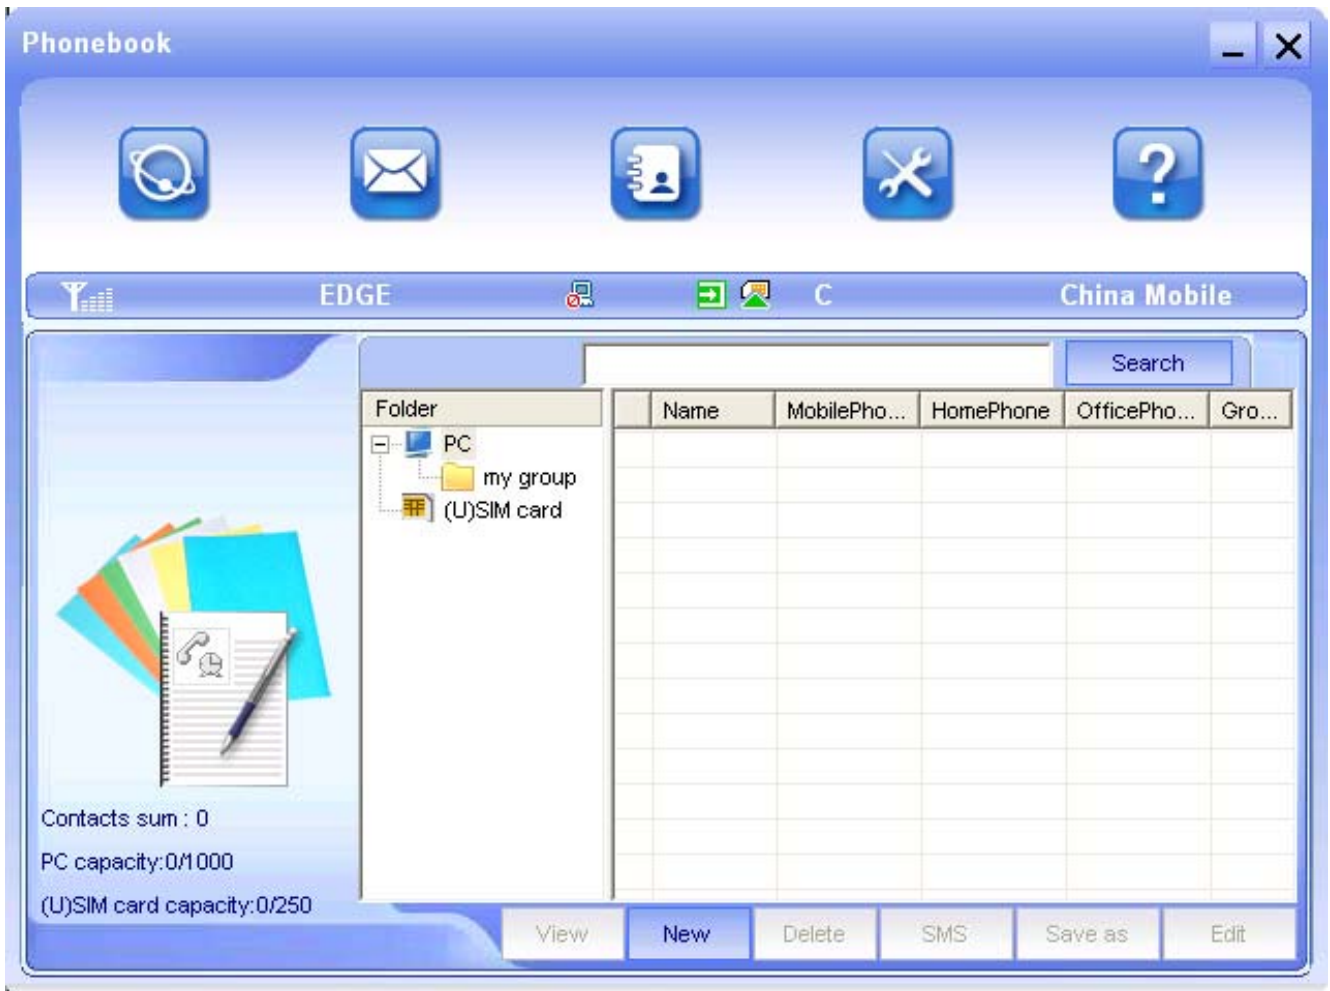 Phonebook
EDGE C China Mobile
Search
Folder Name MobilePho... HomePhone OfficePho... Gro...
PC
my group
(U)SIM card
Contacts sum : 0
PC capacity:0/1000
(U)SIM card capacity:0/250
View New Delete SMS Save as Edit